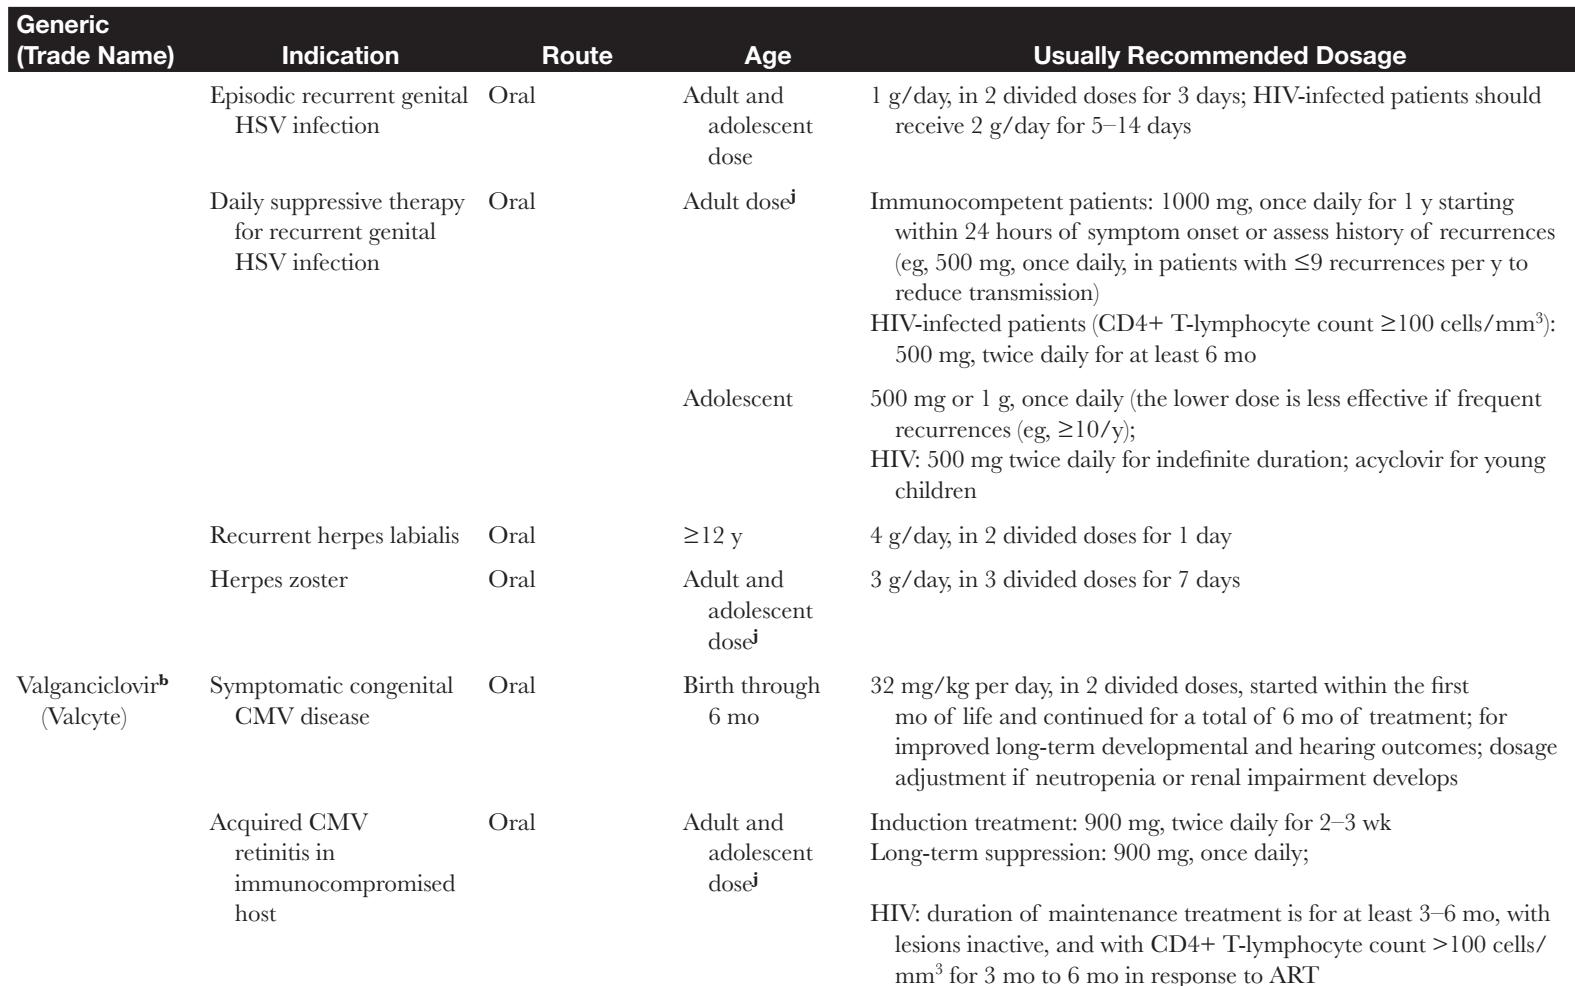 Generic
(Trade Name) Indication Route Age Usually Recommended Dosage
Episodic recurrent genital Oral Adult and 1 g/day, in 2 divided doses for 3 days; HIV-infected patients should
HSV infection adolescent receive 2 g/day for 5–14 days
dose
Daily suppressive therapy Oral Adult doseʲ Immunocompetent patients: 1000 mg, once daily for 1 y starting
for recurrent genital within 24 hours of symptom onset or assess history of recurrences
HSV infection (eg, 500 mg, once daily, in patients with ≤9 recurrences per y to
reduce transmission)
HIV-infected patients (CD4+ T-lymphocyte count ≥100 cells/mm³):
500 mg, twice daily for at least 6 mo
Adolescent 500 mg or 1 g, once daily (the lower dose is less effective if frequent
recurrences (eg, ≥10/y);
HIV: 500 mg twice daily for indefinite duration; acyclovir for young
children
Recurrent herpes labialis Oral ≥12 y 4 g/day, in 2 divided doses for 1 day
Herpes zoster Oral Adult and 3 g/day, in 3 divided doses for 7 days
adolescent
doseʲ
Valganciclovirᵇ Symptomatic congenital Oral Birth through 32 mg/kg per day, in 2 divided doses, started within the first
(Valcyte) CMV disease 6 mo mo of life and continued for a total of 6 mo of treatment; for
improved long-term developmental and hearing outcomes; dosage
adjustment if neutropenia or renal impairment develops
Acquired CMV Oral Adult and Induction treatment: 900 mg, twice daily for 2–3 wk
retinitis in adolescent Long-term suppression: 900 mg, once daily;
immunocompromised doseʲ
host HIV: duration of maintenance treatment is for at least 3–6 mo, with
lesions inactive, and with CD4+ T-lymphocyte count >100 cells/
mm³ for 3 mo to 6 mo in response to ART